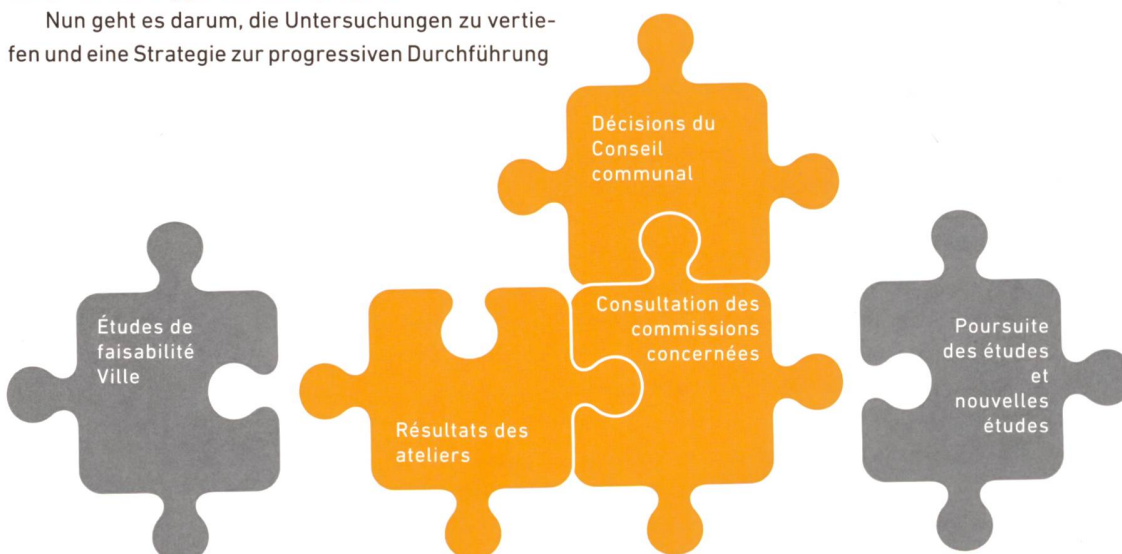 Nun geht es darum, die Untersuchungen zu vertie-
fen und eine Strategie zur progressiven Durchführung
Décisions du
Conseil
communal
Études de
faisabilité
Ville
Résultats des
ateliers
Consultation des
commissions
concernées
Poursuite
des études
et
nouvelles
études